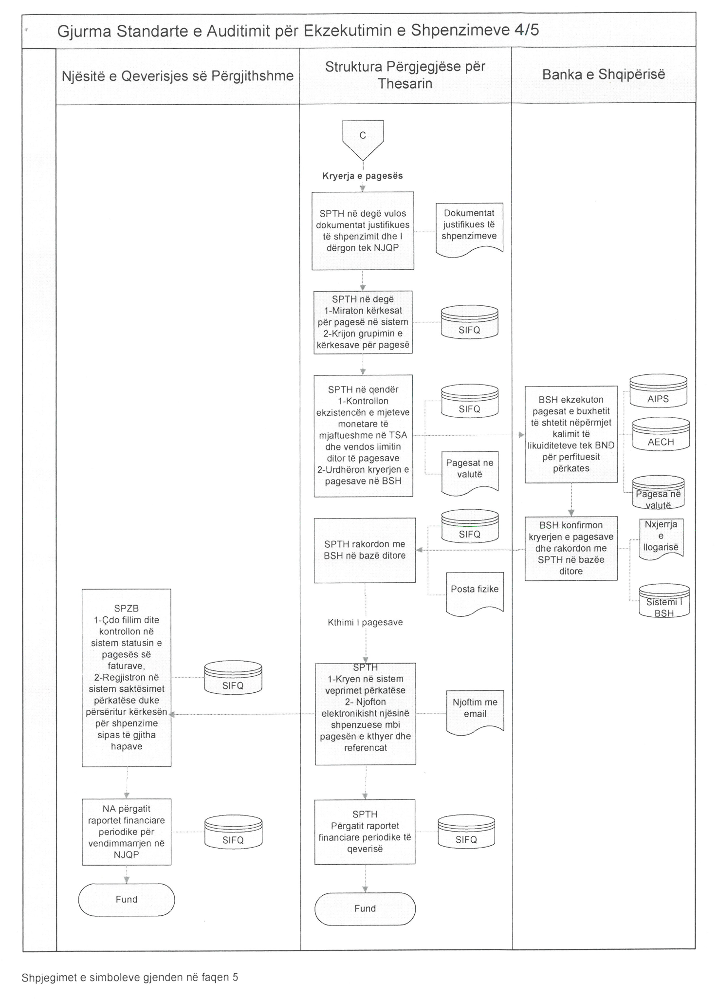 Gjurma Standarte e Auditimit për Ekzekutimin e Shpenzimeve 4/5
Njësitë e Qeverisjes së Përgjithshme
Struktura Përgjegjëse për
Thesarin
Banka e Shqipërisë
C
Kryerja e pagesës
SPTH në degë vulos
dokumentat justifikues
të shpenzimit dhe I
dërgon tek NJQP
Dokumentat
justifikues të
shpenzimeve
SPTH në degë
1-Miraton kërkesat
për pagesë në sistem
2-Krijon grupimin e
kërkesave për pagesë
SIFQ
SPTH në qendër
1-Kontrollon
ekzistencën e mjeteve
monetare të
mjaftueshme në TSA
dhe vendos limitin
ditor të pagesave
2-Urdhëron kryerjen e
pagesave në BSH
SIFQ
Pagesat ne
valutë
BSH ekzekuton
pagesat e buxhetit
të shtetit nëpërmjet
kalimit të
likuiditeteve tek BND
për perfituesit
përkates
AIPS
AECH
Pagesa në
valutë
SPTH rakordon me
BSH në bazë ditore
SIFQ
Posta fizike
BSH konfirmon
kryerjen e pagesave
dhe rakordon me
SPTH në bazëe
ditore
Nxjerrja
e
llogarisë
Sistemi I
BSH
Kthimi I pagesave
SPZB
1-Çdo fillim dite
kontrollon në
sistem statusin e
pagesës së
faturave,
2-Regjistron në
sistem saktësimet
përkatëse duke
përsëritur kërkesën
për shpenzime
sipas të gjitha
hapave
SIFQ
SPTH
1-Kryen në sistem
veprimet përkatëse
2- Njofton
elektronikisht njësinë
shpenzuese mbi
pagesën e kthyer dhe
referencat
Njoftim me
email
NA përgatit
raportet financiare
periodike për
vendimmarrjen në
NJQP
SIFQ
SPTH
Përgatit raportet
financiare periodike të
qeverisë
SIFQ
Fund
Fund
Shpjegimet e simboleve gjenden në faqen 5